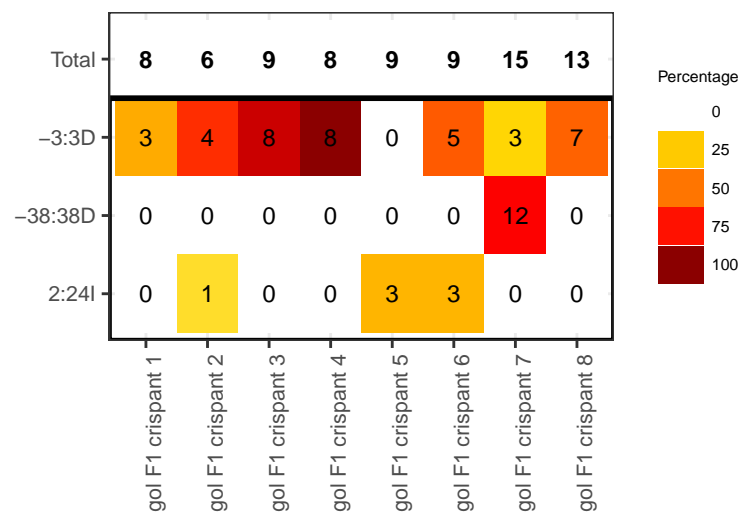 Total 8 6 9 8 9 9 15 13
−3:3D 3 4 8 8 0 5 3 7
−38:38D 0 0 0 0 0 0 12 0
2:24I 0 1 0 0 3 3 0 0
gol F1 crispant 1
gol F1 crispant 2
gol F1 crispant 3
gol F1 crispant 4
gol F1 crispant 5
gol F1 crispant 6
gol F1 crispant 7
gol F1 crispant 8
Percentage
0
25
50
75
100